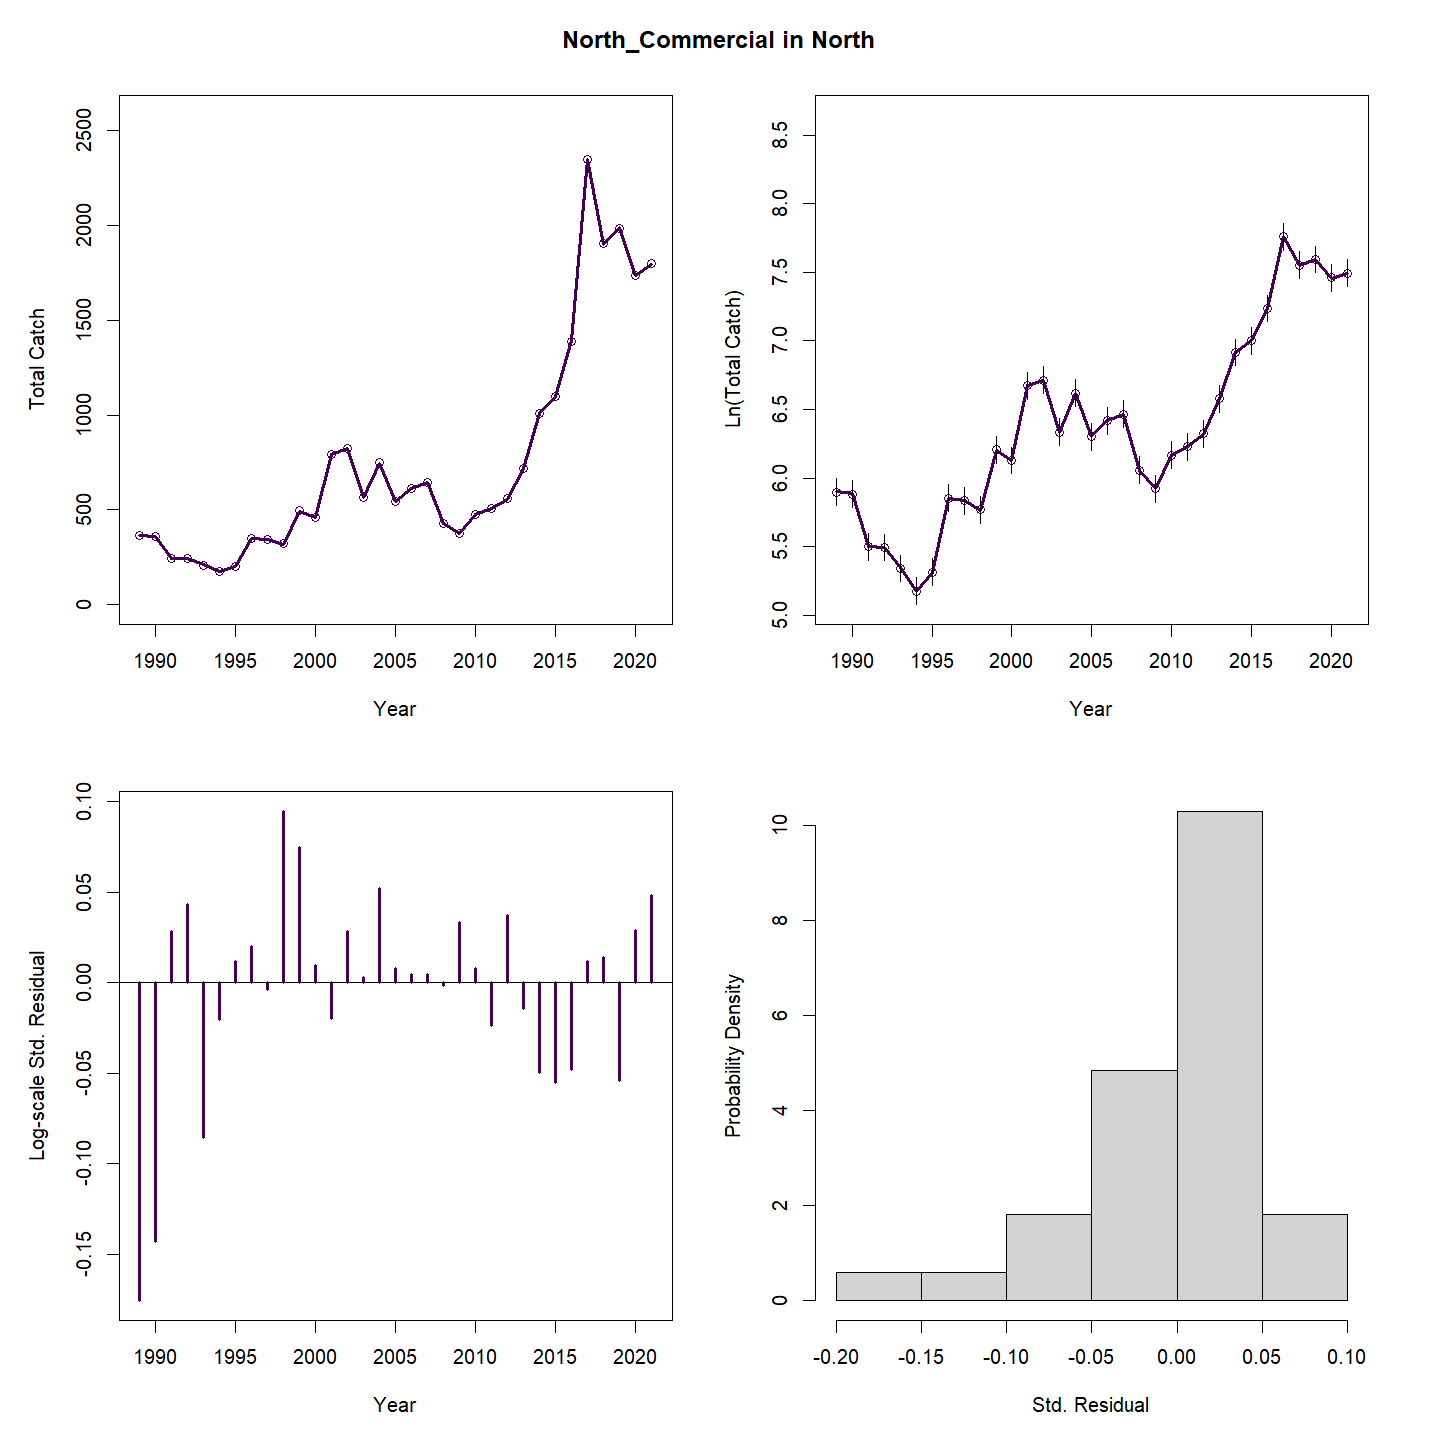 North_Commercial in North
Total Catch
2500
2000
1500
1000
500
0
1990 1995 2000 2005 2010 2015 2020
Year
Ln(Total Catch)
8.5
8.0
7.5
7.0
6.5
6.0
5.5
5.0
1990 1995 2000 2005 2010 2015 2020
Year
Log-scale Std. Residual
0.10
0.05
0.00
-0.05
-0.10
-0.15
1990 1995 2000 2005 2010 2015 2020
Year
Probability Density
10
8
6
4
2
0
-0.20 -0.15 -0.10 -0.05 0.00 0.05 0.10
Std. Residual